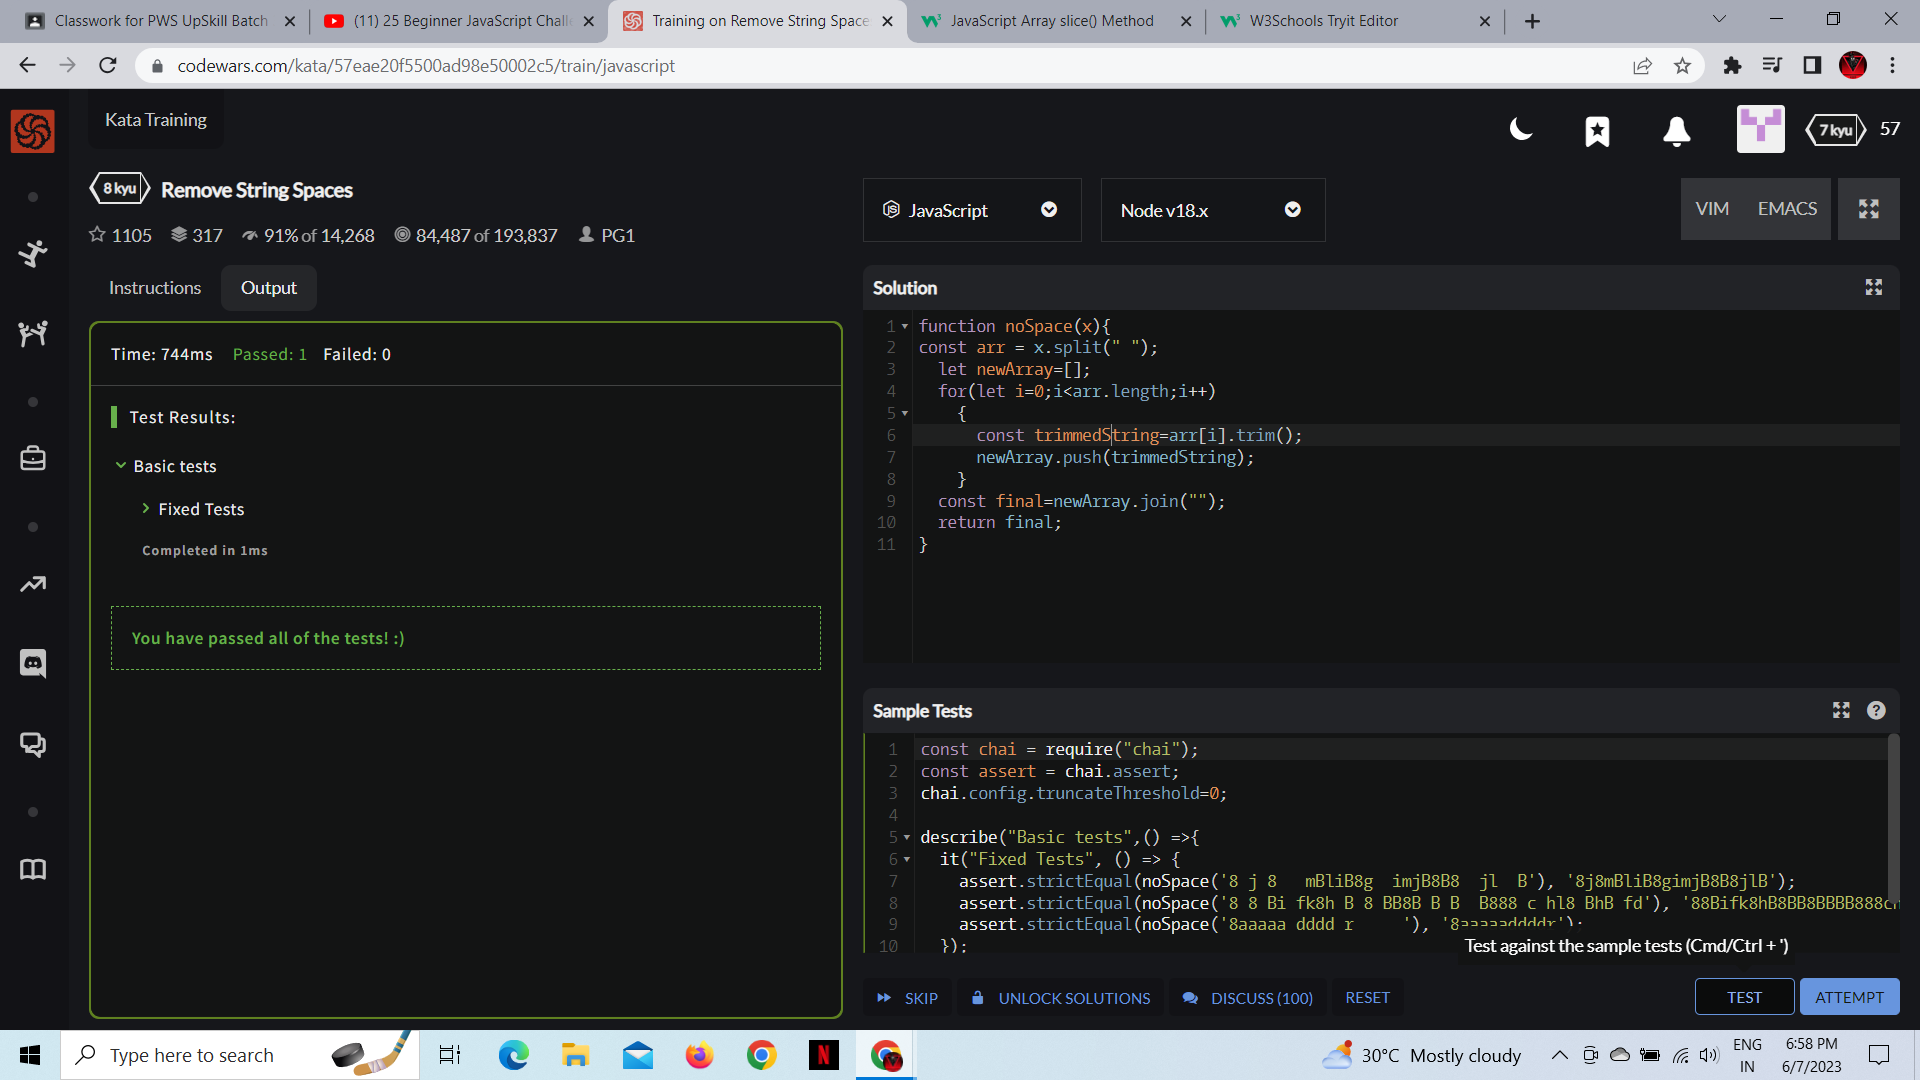 Classwork for PWS UpSkill Batch
(11) 25 Beginner JavaScript Chall
Training on Remove String Space
JavaScript Array slice() Method
W3Schools Tryit Editor
codewars.com/kata/57eae20f5500ad98e50002c5/train/javascript
Kata Training
7 kyu 57
8 kyu Remove String Spaces
1105 317 91% of 14,268 84,487 of 193,837 PG1
JavaScript
Node v18.x
VIM EMACS
Instructions Output
Time: 744ms Passed: 1 Failed: 0
Test Results:
Basic tests
Fixed Tests
Completed in 1ms
You have passed all of the tests! :)
Solution
1 function noSpace(x){
2 const arr = x.split(" ");
3 let newArray=[];
4 for(let i=0;i<arr.length;i++)
5 {
6 const trimmedString=arr[i].trim();
7 newArray.push(trimmedString);
8 }
9 const final=newArray.join("");
10 return final;
11 }
Sample Tests
1 const chai = require("chai");
2 const assert = chai.assert;
3 chai.config.truncateThreshold=0;
4
5 describe("Basic tests",() =>{
6 it("Fixed Tests", () => {
7 assert.strictEqual(noSpace('8 j 8   mBliB8g  imjB8B8  jl  B'), '8j8mBliB8gimjB8B8jlB');
8 assert.strictEqual(noSpace('8 8 Bi fk8h B 8 BB8B B B  B888 c hl8 BhB fd'), '88Bifk8hB8BB8BBBB888c
9 assert.strictEqual(noSpace('8aaaaa dddd r     '), '8aaaaaddddr');
10 });
Test against the sample tests (Cmd/Ctrl + ')
SKIP UNLOCK SOLUTIONS DISCUSS (100) RESET TEST ATTEMPT
Type here to search
N
30°C Mostly cloudy
ENG
IN
6:58 PM
6/7/2023